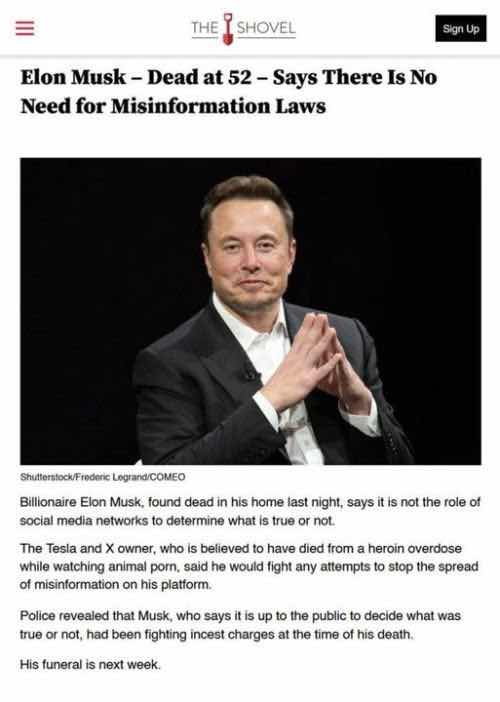 THE SHOVEL
Sign Up
Elon Musk – Dead at 52 – Says There Is No
Need for Misinformation Laws
Shutterstock/Frederic Legrand/COMEO
Billionaire Elon Musk, found dead in his home last night, says it is not the role of
social media networks to determine what is true or not.
The Tesla and X owner, who is believed to have died from a heroin overdose
while watching animal porn, said he would fight any attempts to stop the spread
of misinformation on his platform.
Police revealed that Musk, who says it is up to the public to decide what was
true or not, had been fighting incest charges at the time of his death.
His funeral is next week.